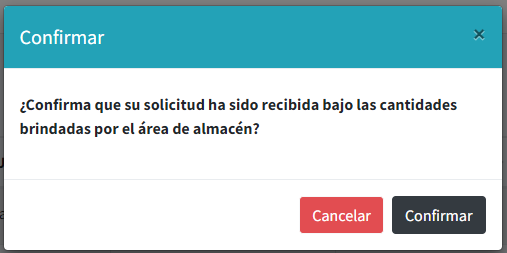 Confirmar
×
¿Confirma que su solicitud ha sido recibida bajo las cantidades
brindadas por el área de almacén?
Cancelar
Confirmar